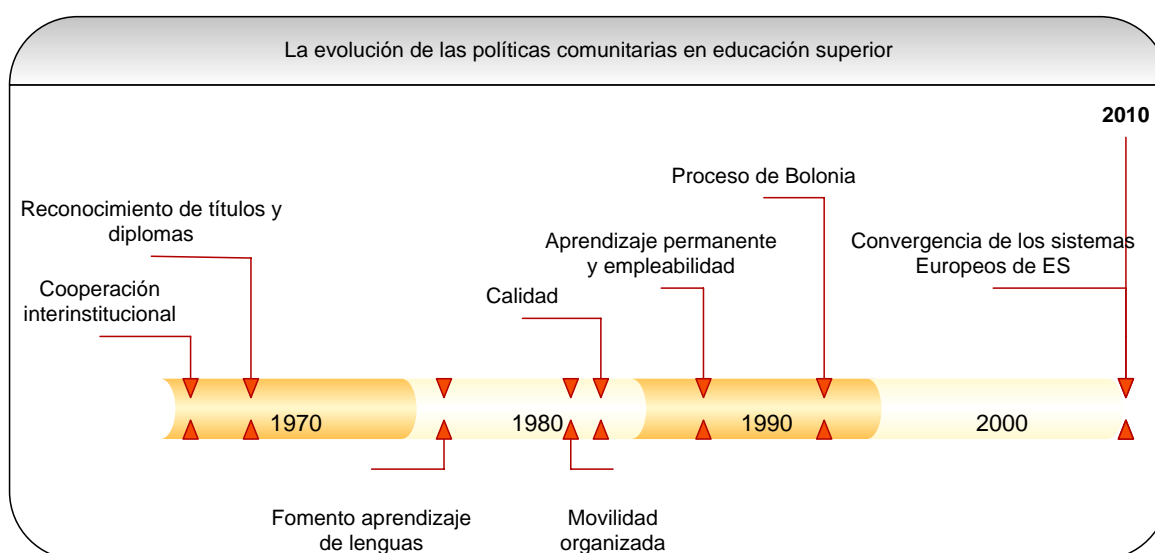 La evolución de las políticas comunitarias en educación superior
2010
Proceso de Bolonia
Reconocimiento de títulos y
diplomas
Aprendizaje permanente
y empleabilidad
Convergencia de los sistemas
Europeos de ES
Cooperación
interinstitucional
Calidad
1970
1980
1990
2000
Fomento aprendizaje
de lenguas
Movilidad
organizada